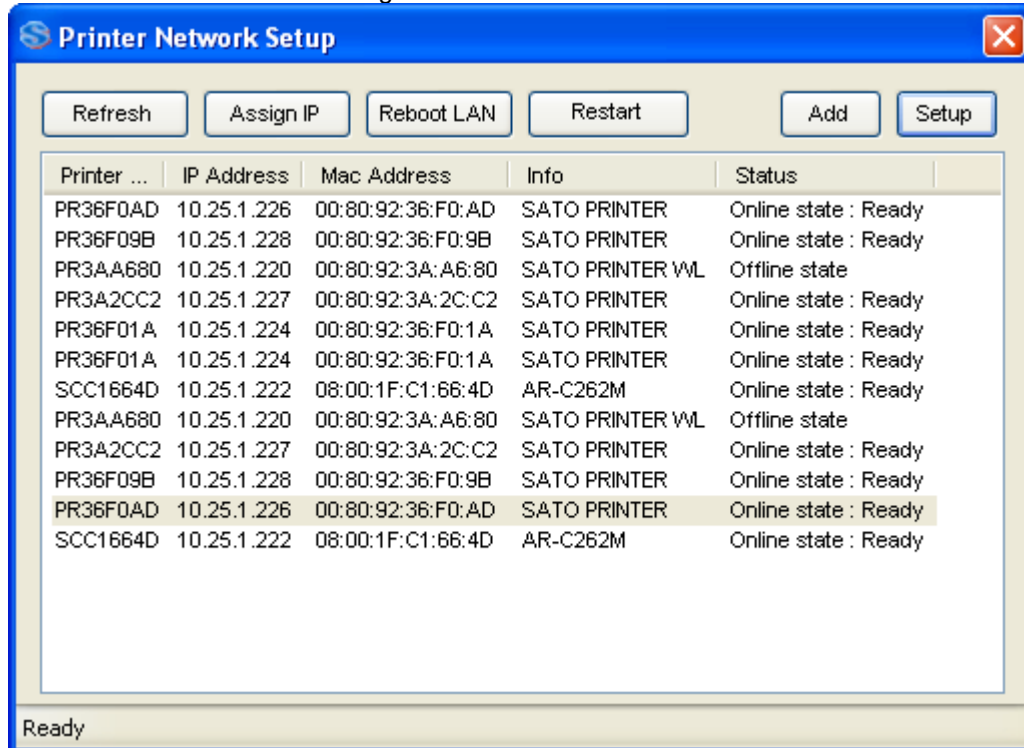 Printer Network Setup
Refresh Assign IP Reboot LAN Restart Add Setup
Printer ... IP Address Mac Address Info Status
PR36F0AD 10.25.1.226 00:80:92:36:F0:AD SATO PRINTER Online state : Ready
PR36F09B 10.25.1.228 00:80:92:36:F0:9B SATO PRINTER Online state : Ready
PR3AA680 10.25.1.220 00:80:92:3A:A6:80 SATO PRINTER WL Offline state
PR3A2CC2 10.25.1.227 00:80:92:3A:2C:C2 SATO PRINTER Online state : Ready
PR36F01A 10.25.1.224 00:80:92:36:F0:1A SATO PRINTER Online state : Ready
PR36F01A 10.25.1.224 00:80:92:36:F0:1A SATO PRINTER Online state : Ready
SCC1664D 10.25.1.222 08:00:1F:C1:66:4D AR-C262M Online state : Ready
PR3AA680 10.25.1.220 00:80:92:3A:A6:80 SATO PRINTER WL Offline state
PR3A2CC2 10.25.1.227 00:80:92:3A:2C:C2 SATO PRINTER Online state : Ready
PR36F09B 10.25.1.228 00:80:92:36:F0:9B SATO PRINTER Online state : Ready
PR36F0AD 10.25.1.226 00:80:92:36:F0:AD SATO PRINTER Online state : Ready
SCC1664D 10.25.1.222 08:00:1F:C1:66:4D AR-C262M Online state : Ready
Ready